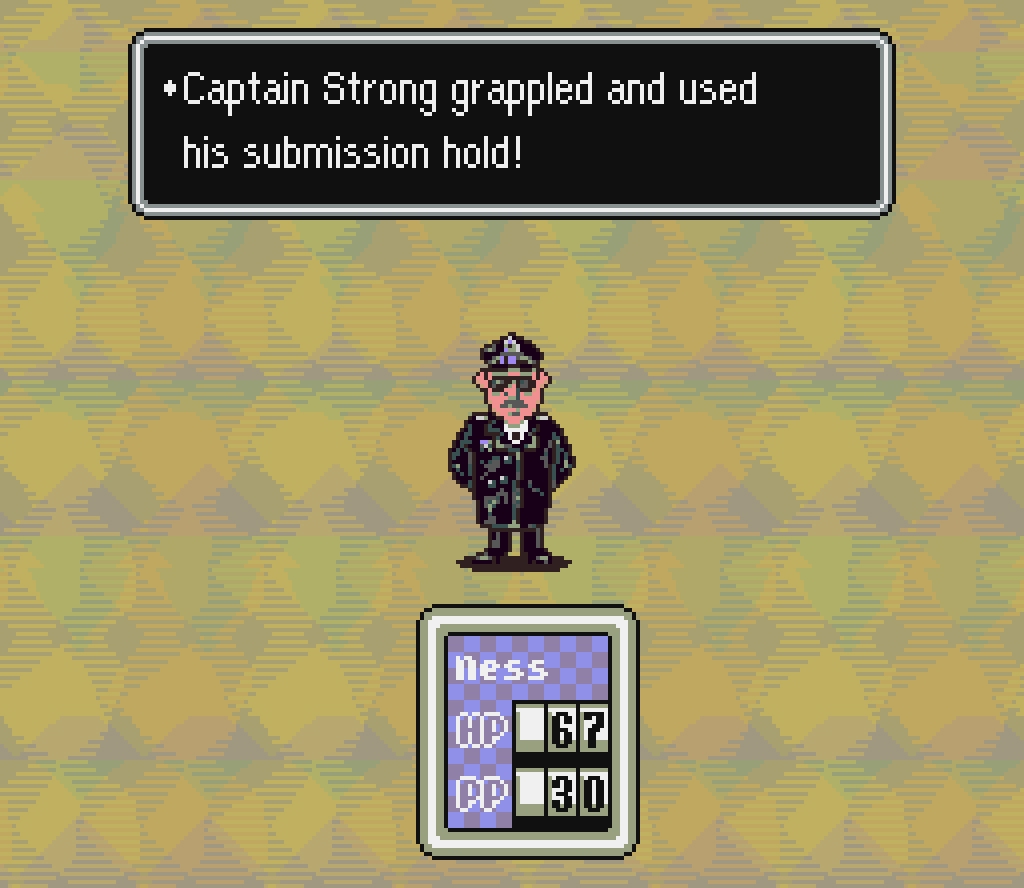 •Captain Strong grappled and used
his submission hold!
Ness
HP 67
PP 30